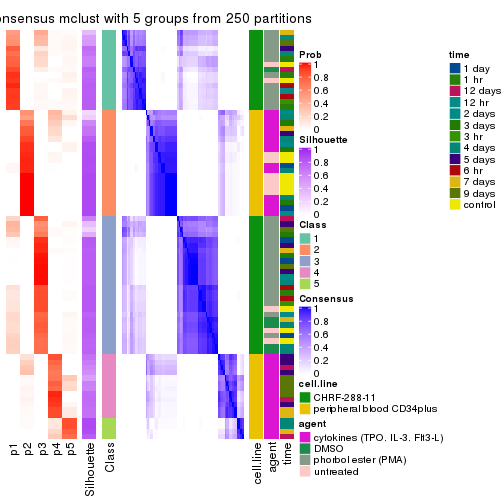 onsensus mclust with 5 groups from 250 partitions
Prob
1
0.8
0.6
0.4
0.2
0
Silhouette
1
0.8
0.6
0.4
0.2
0
Class
1
2
3
4
5
Consensus
1
0.8
0.6
0.4
0.2
0
cell.line
CHRF-288-11
peripheral blood CD34plus
agent
cytokines (TPO, IL-3, Flt3-L)
DMSO
phorbol ester (PMA)
untreated
time
1 day
1 hr
12 days
12 hr
2 days
3 days
3 hr
4 days
5 days
6 hr
7 days
9 days
control
p1
p2
p3
p4
p5
Silhouette
Class
cell.line
agent
time